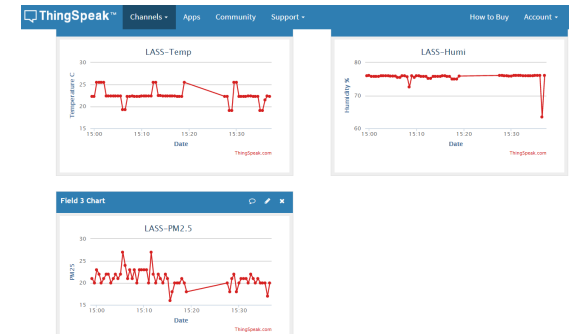 ThingSpeak™ Channels Apps Community Support How to Buy Account
LASS-Temp
30
25
20
15
Temperature C
15:00 15:10 15:20 15:30
Date
ThingSpeak.com
LASS-Humi
80
70
60
Humidity %
15:00 15:10 15:20 15:30
Date
ThingSpeak.com
Field 3 Chart
LASS-PM2.5
30
25
20
15
PM25
15:00 15:10 15:20 15:30
Date
ThingSpeak.com